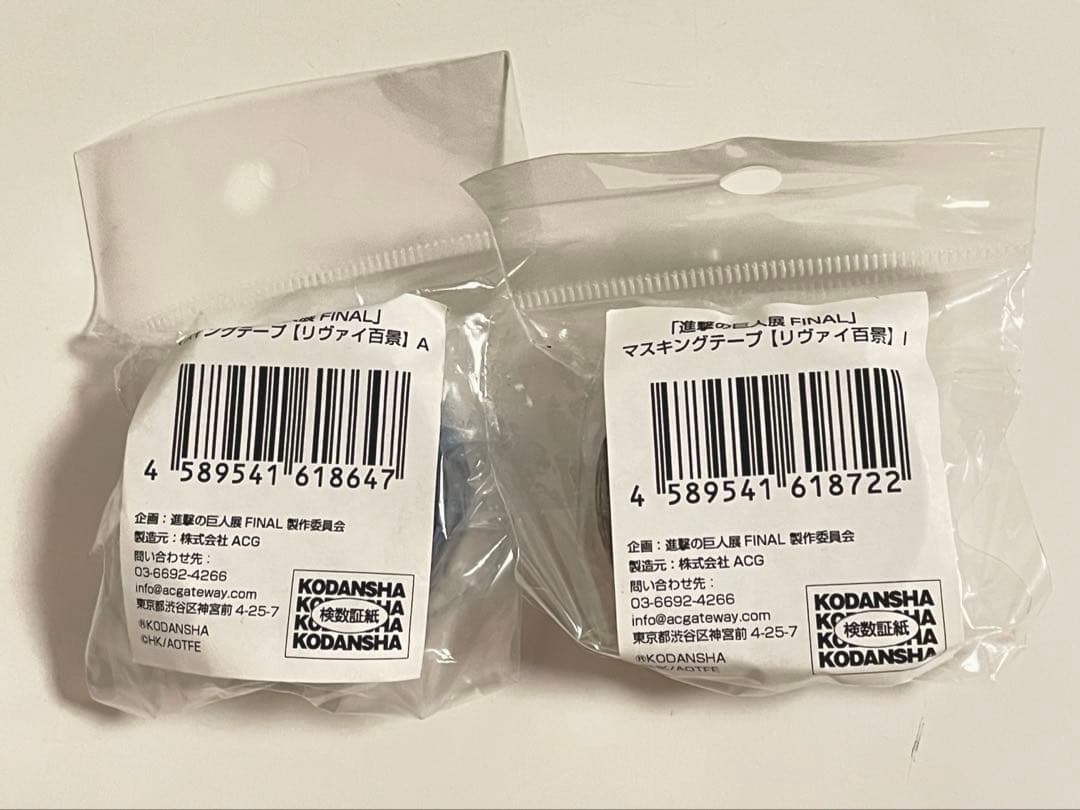 展 FINAL」
キングテープ【リヴァイ百景】A
4 589541 618647
企画：進撃の巨人展 FINAL 製作委員会
製造元：株式会社 ACG
問い合わせ先：
03-6692-4266
info@acgateway.com
東京都渋谷区神宮前 4-25-7
ⓇKODANSHA
©HK/AOTFE
KODANSHA
検数証紙
KODANSHA
「進撃の巨人展 FINAL」
マスキングテープ【リヴァイ百景】I
4 589541 618722
企画：進撃の巨人展 FINAL 製作委員会
製造元：株式会社 ACG
問い合わせ先：
03-6692-4266
info@acgateway.com
東京都渋谷区神宮前 4-25-7
ⓇKODANSHA
©HK/AOTFE
KODANSHA
検数証紙
KODANSHA